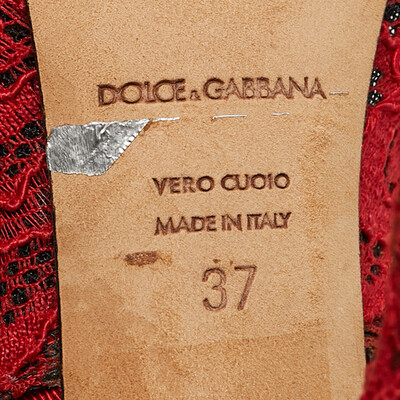 DOLCE & GABBANA
VERO CUOIO
MADE IN ITALY
37